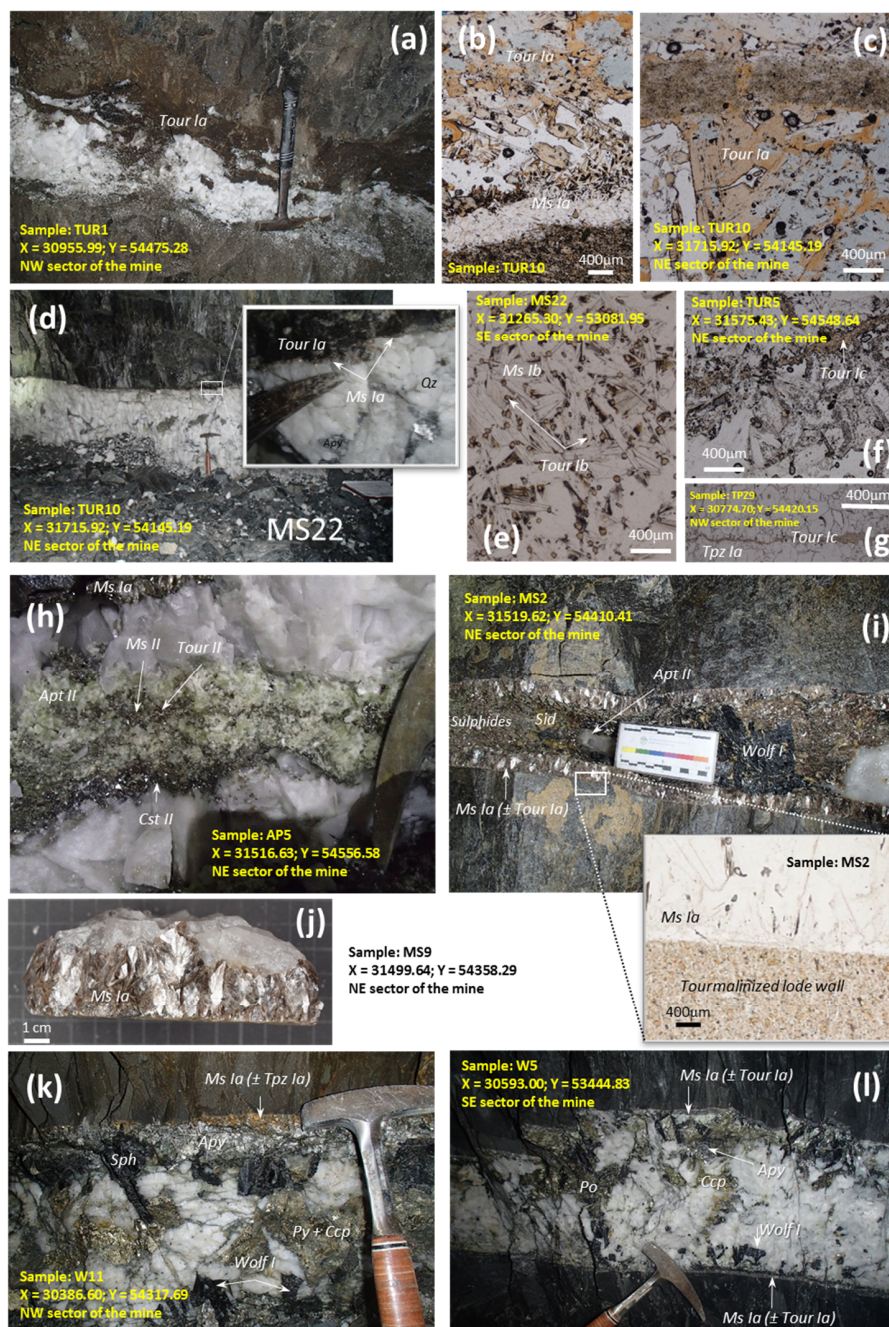 (a)
Tour Ia
Sample: TUR1
X = 30955.99; Y = 54475.28
NW sector of the mine
(b)
Tour Ia
Ms Ia
Sample: TUR10
400µm
(c)
Tour Ia
Sample: TUR10
X = 31715.92; Y = 54145.19
NE sector of the mine
400µm
(d)
Tour Ia
Ms Ia
Qz
Apy
Sample: TUR10
X = 31715.92; Y = 54145.19
NE sector of the mine
MS22
Sample: MS22
X = 31265.30; Y = 53081.95
SE sector of the mine
Ms Ib
Tour Ib
(e)
400µm
Sample: TUR5
X = 31575.43; Y = 54548.64
NE sector of the mine
Tour Ic
400µm
(f)
Sample: TPZ9
X = 30774.70; Y = 54420.15
NW sector of the mine
400µm
Tour Ic
Tpz Ia
(g)
(h)
Ms Ia
Ms II
Tour II
Apt II
Cst II
Sample: AP5
X = 31516.63; Y = 54556.58
NE sector of the mine
Sample: MS2
X = 31519.62; Y = 54410.41
NE sector of the mine
(i)
Apt II
Sulphides
Sid
Wolf I
Ms Ia (± Tour Ia)
Sample: MS2
Ms Ia
Tourmalinized lode wall
400µm
(j)
Ms Ia
1 cm
Sample: MS9
X = 31499.64; Y = 54358.29
NE sector of the mine
(k)
Ms Ia (± Tpz Ia)
Apy
Sph
Py + Ccp
Wolf I
Sample: W11
X = 30386.60; Y = 54317.69
NW sector of the mine
Sample: W5
X = 30593.00; Y = 53444.83
SE sector of the mine
Ms Ia (± Tour Ia)
(l)
Apy
Po
Ccp
Wolf I
Ms Ia (± Tour Ia)